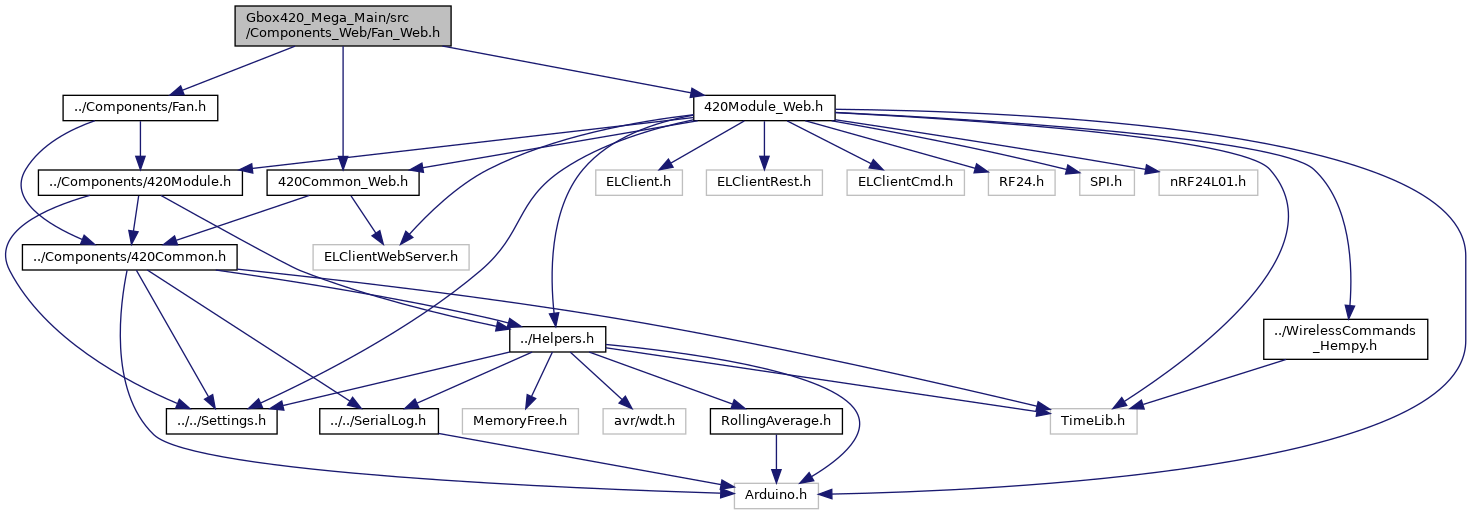 Gbox420_Mega_Main/src
/Components_Web/Fan_Web.h
../Components/Fan.h
420Module_Web.h
../Components/420Module.h
420Common_Web.h
ELClient.h
ELClientRest.h
ELClientCmd.h
RF24.h
SPI.h
nRF24L01.h
../Components/420Common.h
ELClientWebServer.h
../Helpers.h
../WirelessCommands
_Hempy.h
../../Settings.h
../../SerialLog.h
MemoryFree.h
avr/wdt.h
RollingAverage.h
TimeLib.h
Arduino.h